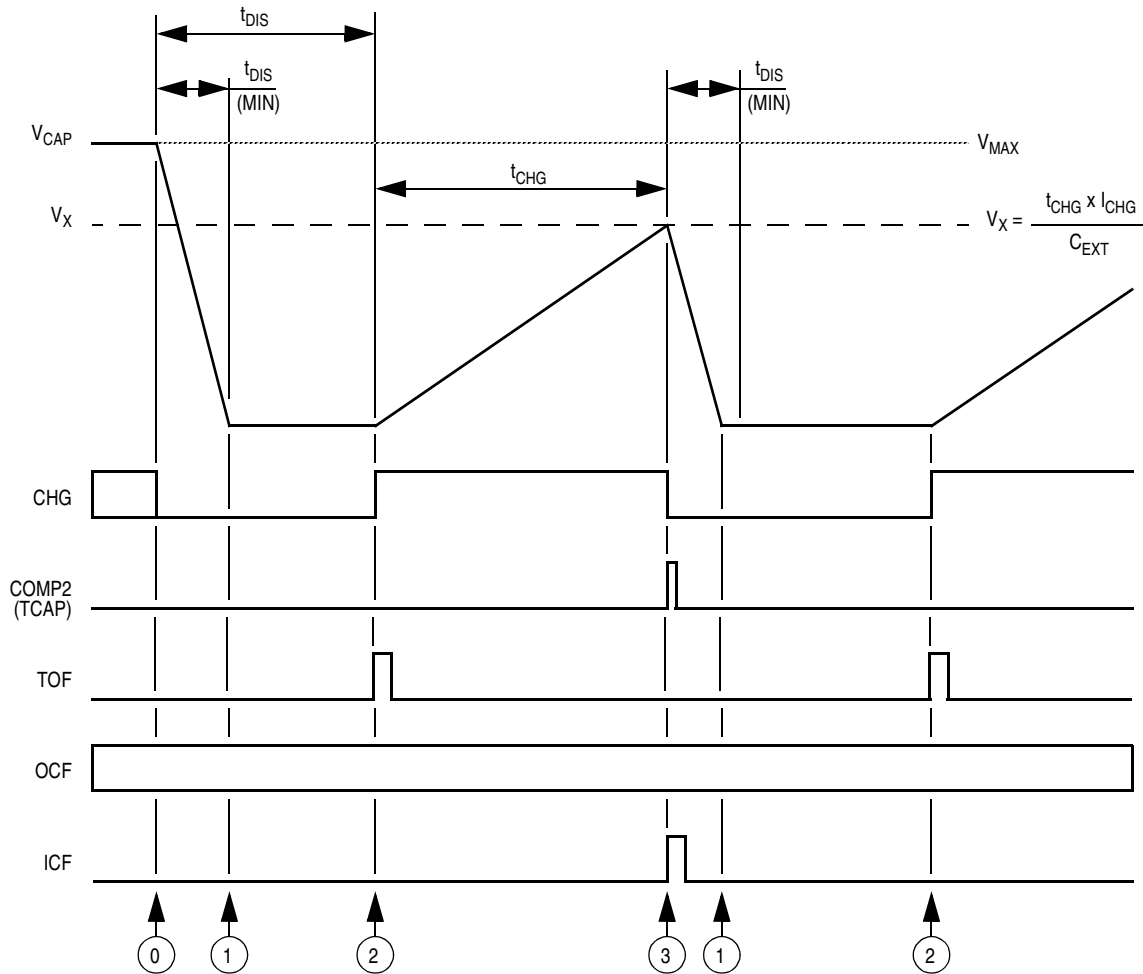 tDIS
tDIS
(MIN)
tDIS
(MIN)
VCAP
VMAX
tCHG
VX
VX = tCHG x ICHG
CEXT
CHG
COMP2
(TCAP)
TOF
OCF
ICF
0 1 2 3 1 2